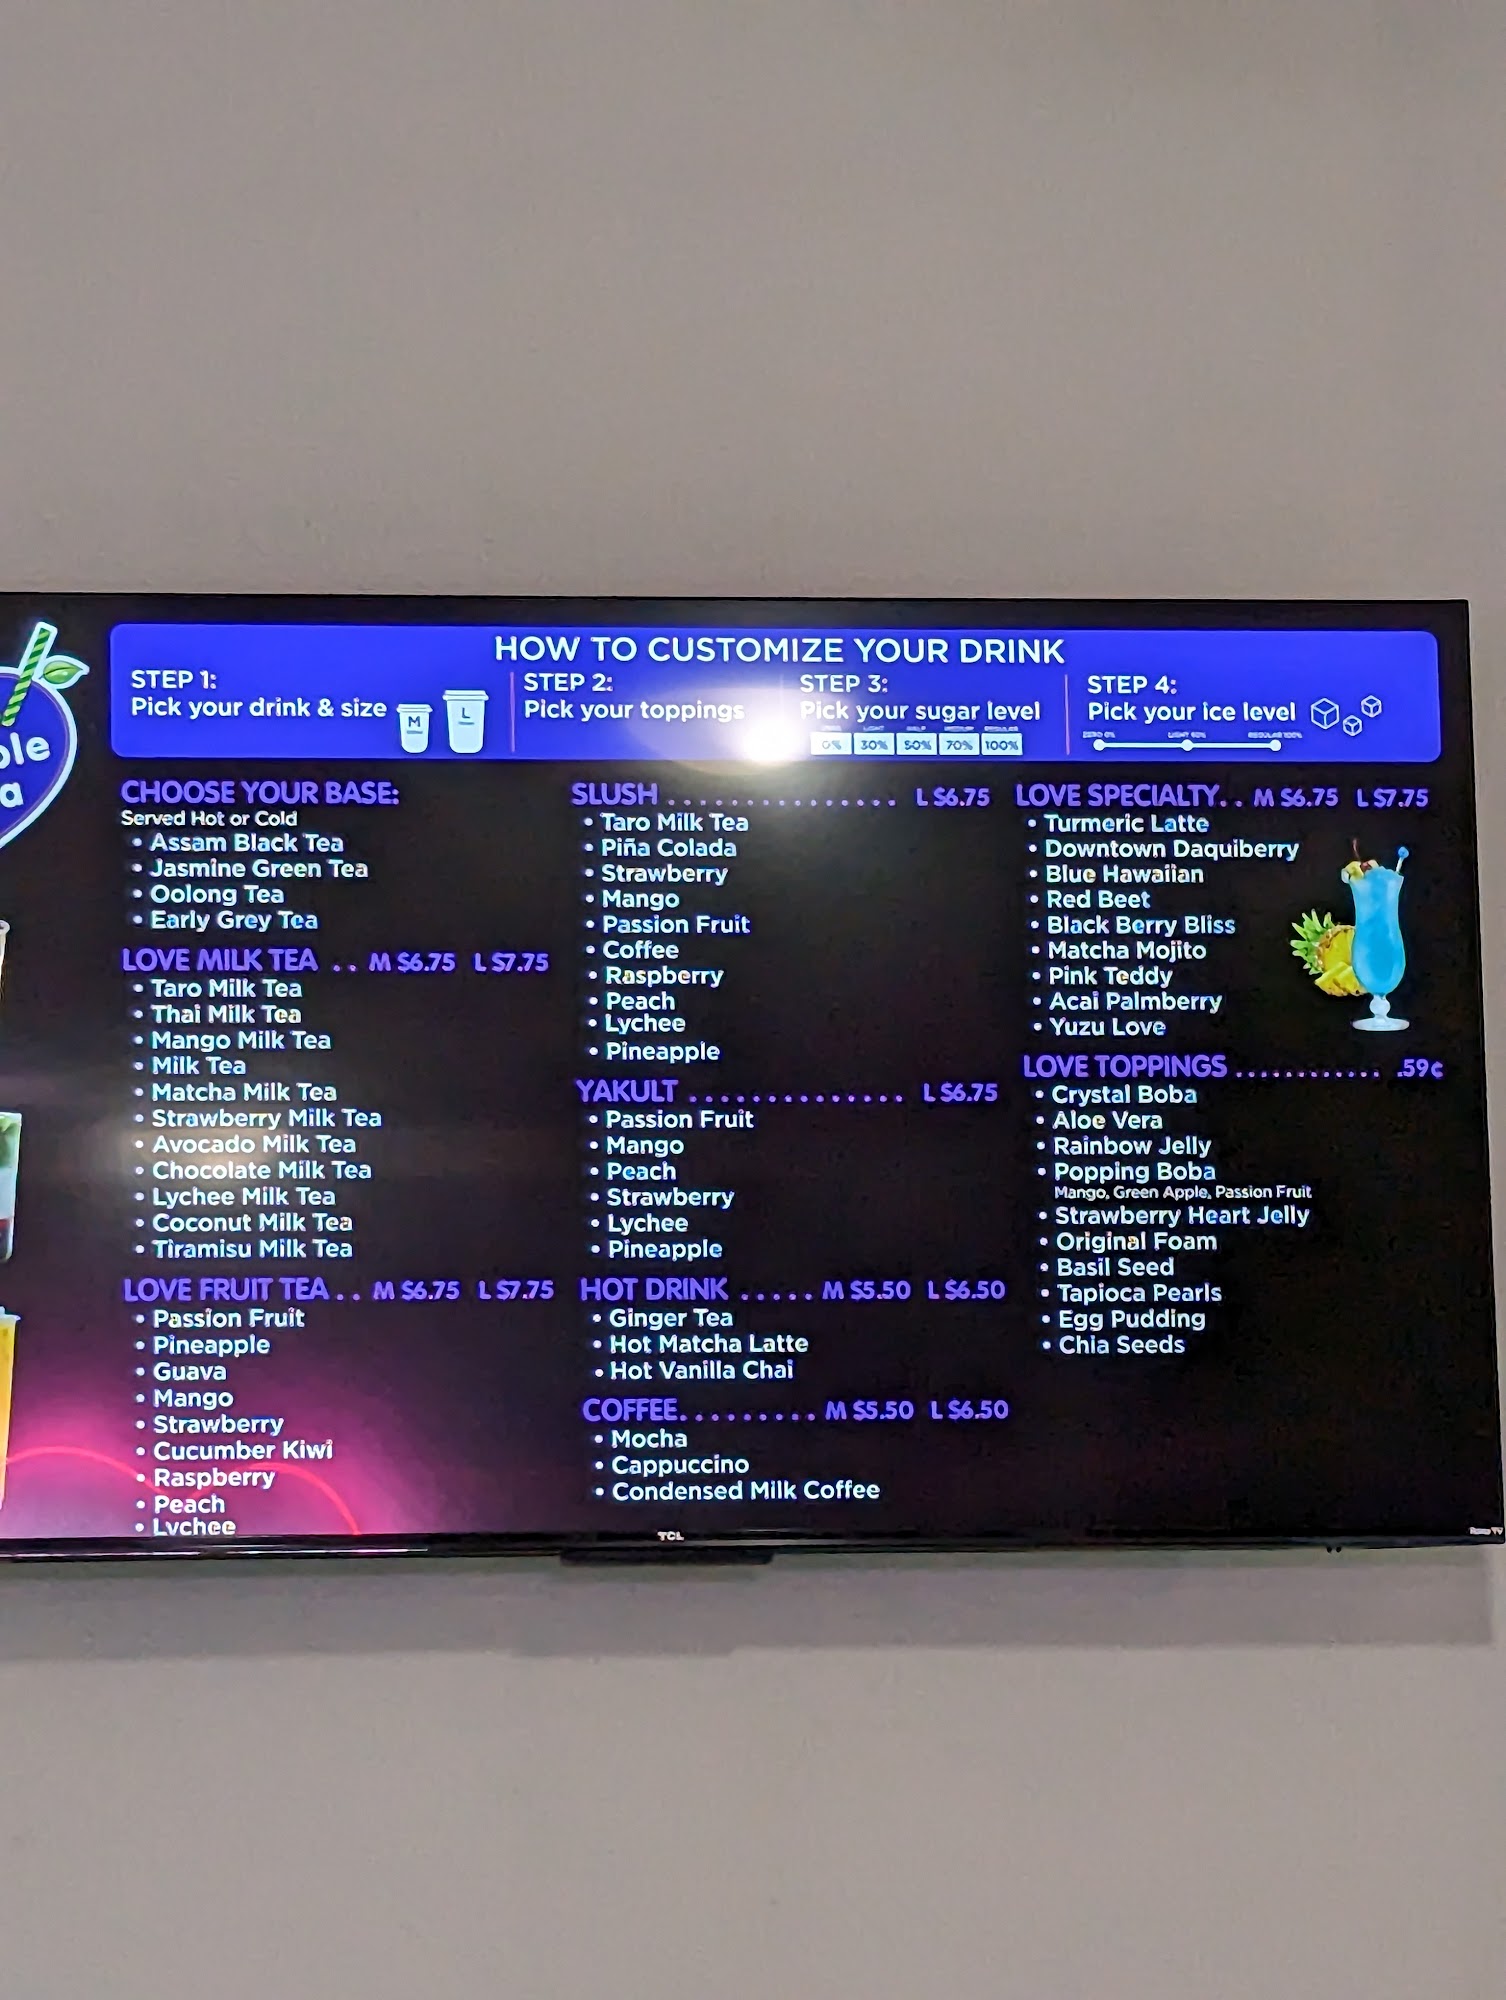 ple
a
HOW TO CUSTOMIZE YOUR DRINK
STEP 1:
Pick your drink & size
M
L
STEP 2:
Pick your toppings
STEP 3:
Pick your sugar level
0% 30% 50% 70% 100%
STEP 4:
Pick your ice level
ZERO 0% LIGHT 50% REGULAR 100%
CHOOSE YOUR BASE:
Served Hot or Cold
• Assam Black Tea
• Jasmine Green Tea
• Oolong Tea
• Early Grey Tea
LOVE MILK TEA .. M $6.75 L $7.75
• Taro Milk Tea
• Thai Milk Tea
• Mango Milk Tea
• Milk Tea
• Matcha Milk Tea
• Strawberry Milk Tea
• Avocado Milk Tea
• Chocolate Milk Tea
• Lychee Milk Tea
• Coconut Milk Tea
• Tiramisu Milk Tea
LOVE FRUIT TEA .. M $6.75 L $7.75
• Passion Fruit
• Pineapple
• Guava
• Mango
• Strawberry
• Cucumber Kiwi
• Raspberry
• Peach
• Lychee
SLUSH ................ L $6.75
• Taro Milk Tea
• Piña Colada
• Strawberry
• Mango
• Passion Fruit
• Coffee
• Raspberry
• Peach
• Lychee
• Pineapple
YAKULT ............... L $6.75
• Passion Fruit
• Mango
• Peach
• Strawberry
• Lychee
• Pineapple
HOT DRINK ..... M $5.50 L $6.50
• Ginger Tea
• Hot Matcha Latte
• Hot Vanilla Chai
COFFEE......... M $5.50 L $6.50
• Mocha
• Cappuccino
• Condensed Milk Coffee
LOVE SPECIALTY.. M $6.75 L $7.75
• Turmeric Latte
• Downtown Daquiberry
• Blue Hawaiian
• Red Beet
• Black Berry Bliss
• Matcha Mojito
• Pink Teddy
• Acai Palmberry
• Yuzu Love
LOVE TOPPINGS ............ .59¢
• Crystal Boba
• Aloe Vera
• Rainbow Jelly
• Popping Boba
Mango, Green Apple, Passion Fruit
• Strawberry Heart Jelly
• Original Foam
• Basil Seed
• Tapioca Pearls
• Egg Pudding
• Chia Seeds
TCL
Roku TV